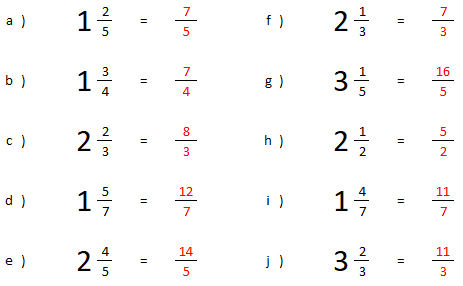 a ) 1 2/5 = 7/5 f ) 2 1/3 = 7/3
b ) 1 3/4 = 7/4 g ) 3 1/5 = 16/5
c ) 2 2/3 = 8/3 h ) 2 1/2 = 5/2
d ) 1 5/7 = 12/7 i ) 1 4/7 = 11/7
e ) 2 4/5 = 14/5 j ) 3 2/3 = 11/3